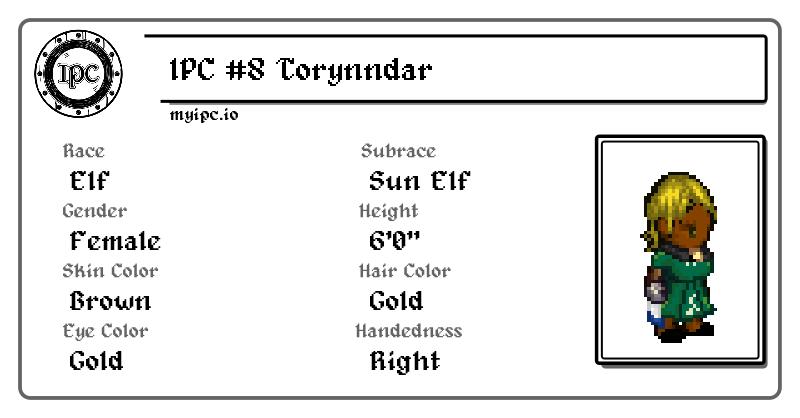 IPC
IPC #8 Torynndar
myipc.io
Race
Subrace
Elf
Sun Elf
Gender
Height
Female
6'0"
Skin Color
Hair Color
Brown
Gold
Eye Color
Handedness
Gold
Right